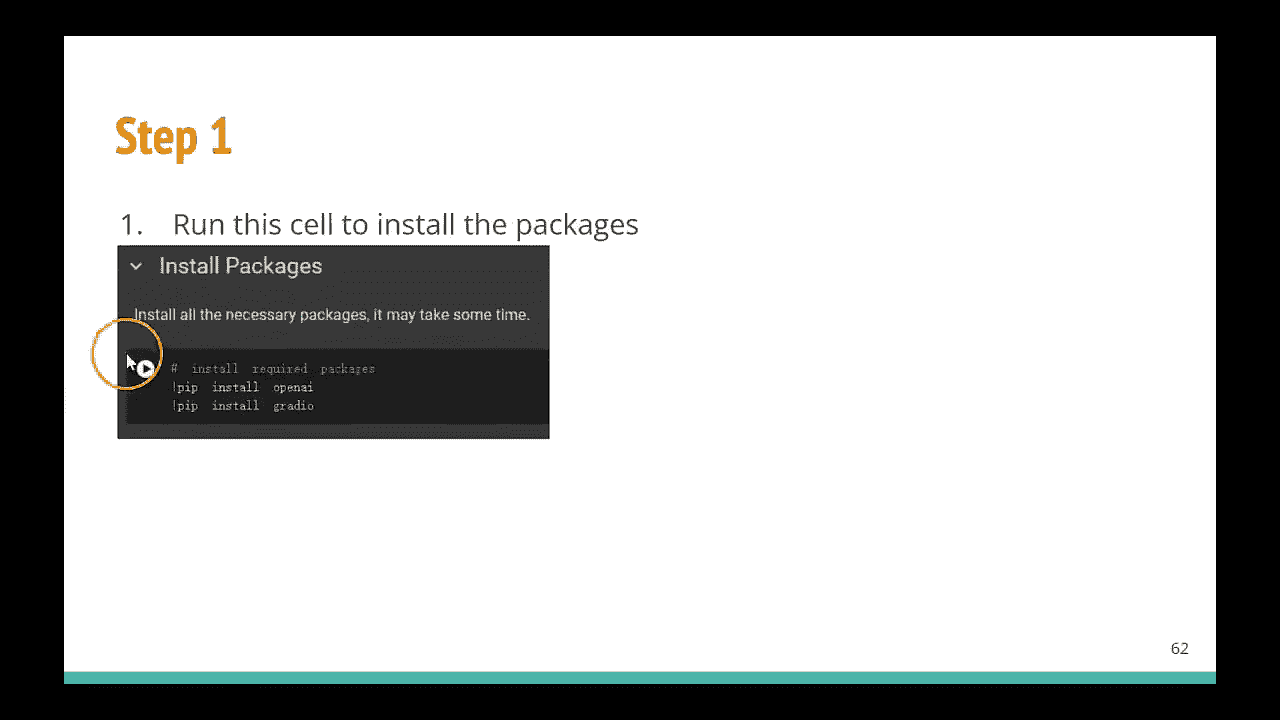 Step 1
1. Run this cell to install the packages
Install Packages
Install all the necessary packages, it may take some time.
# install required packages
!pip install openai
!pip install gradio
62